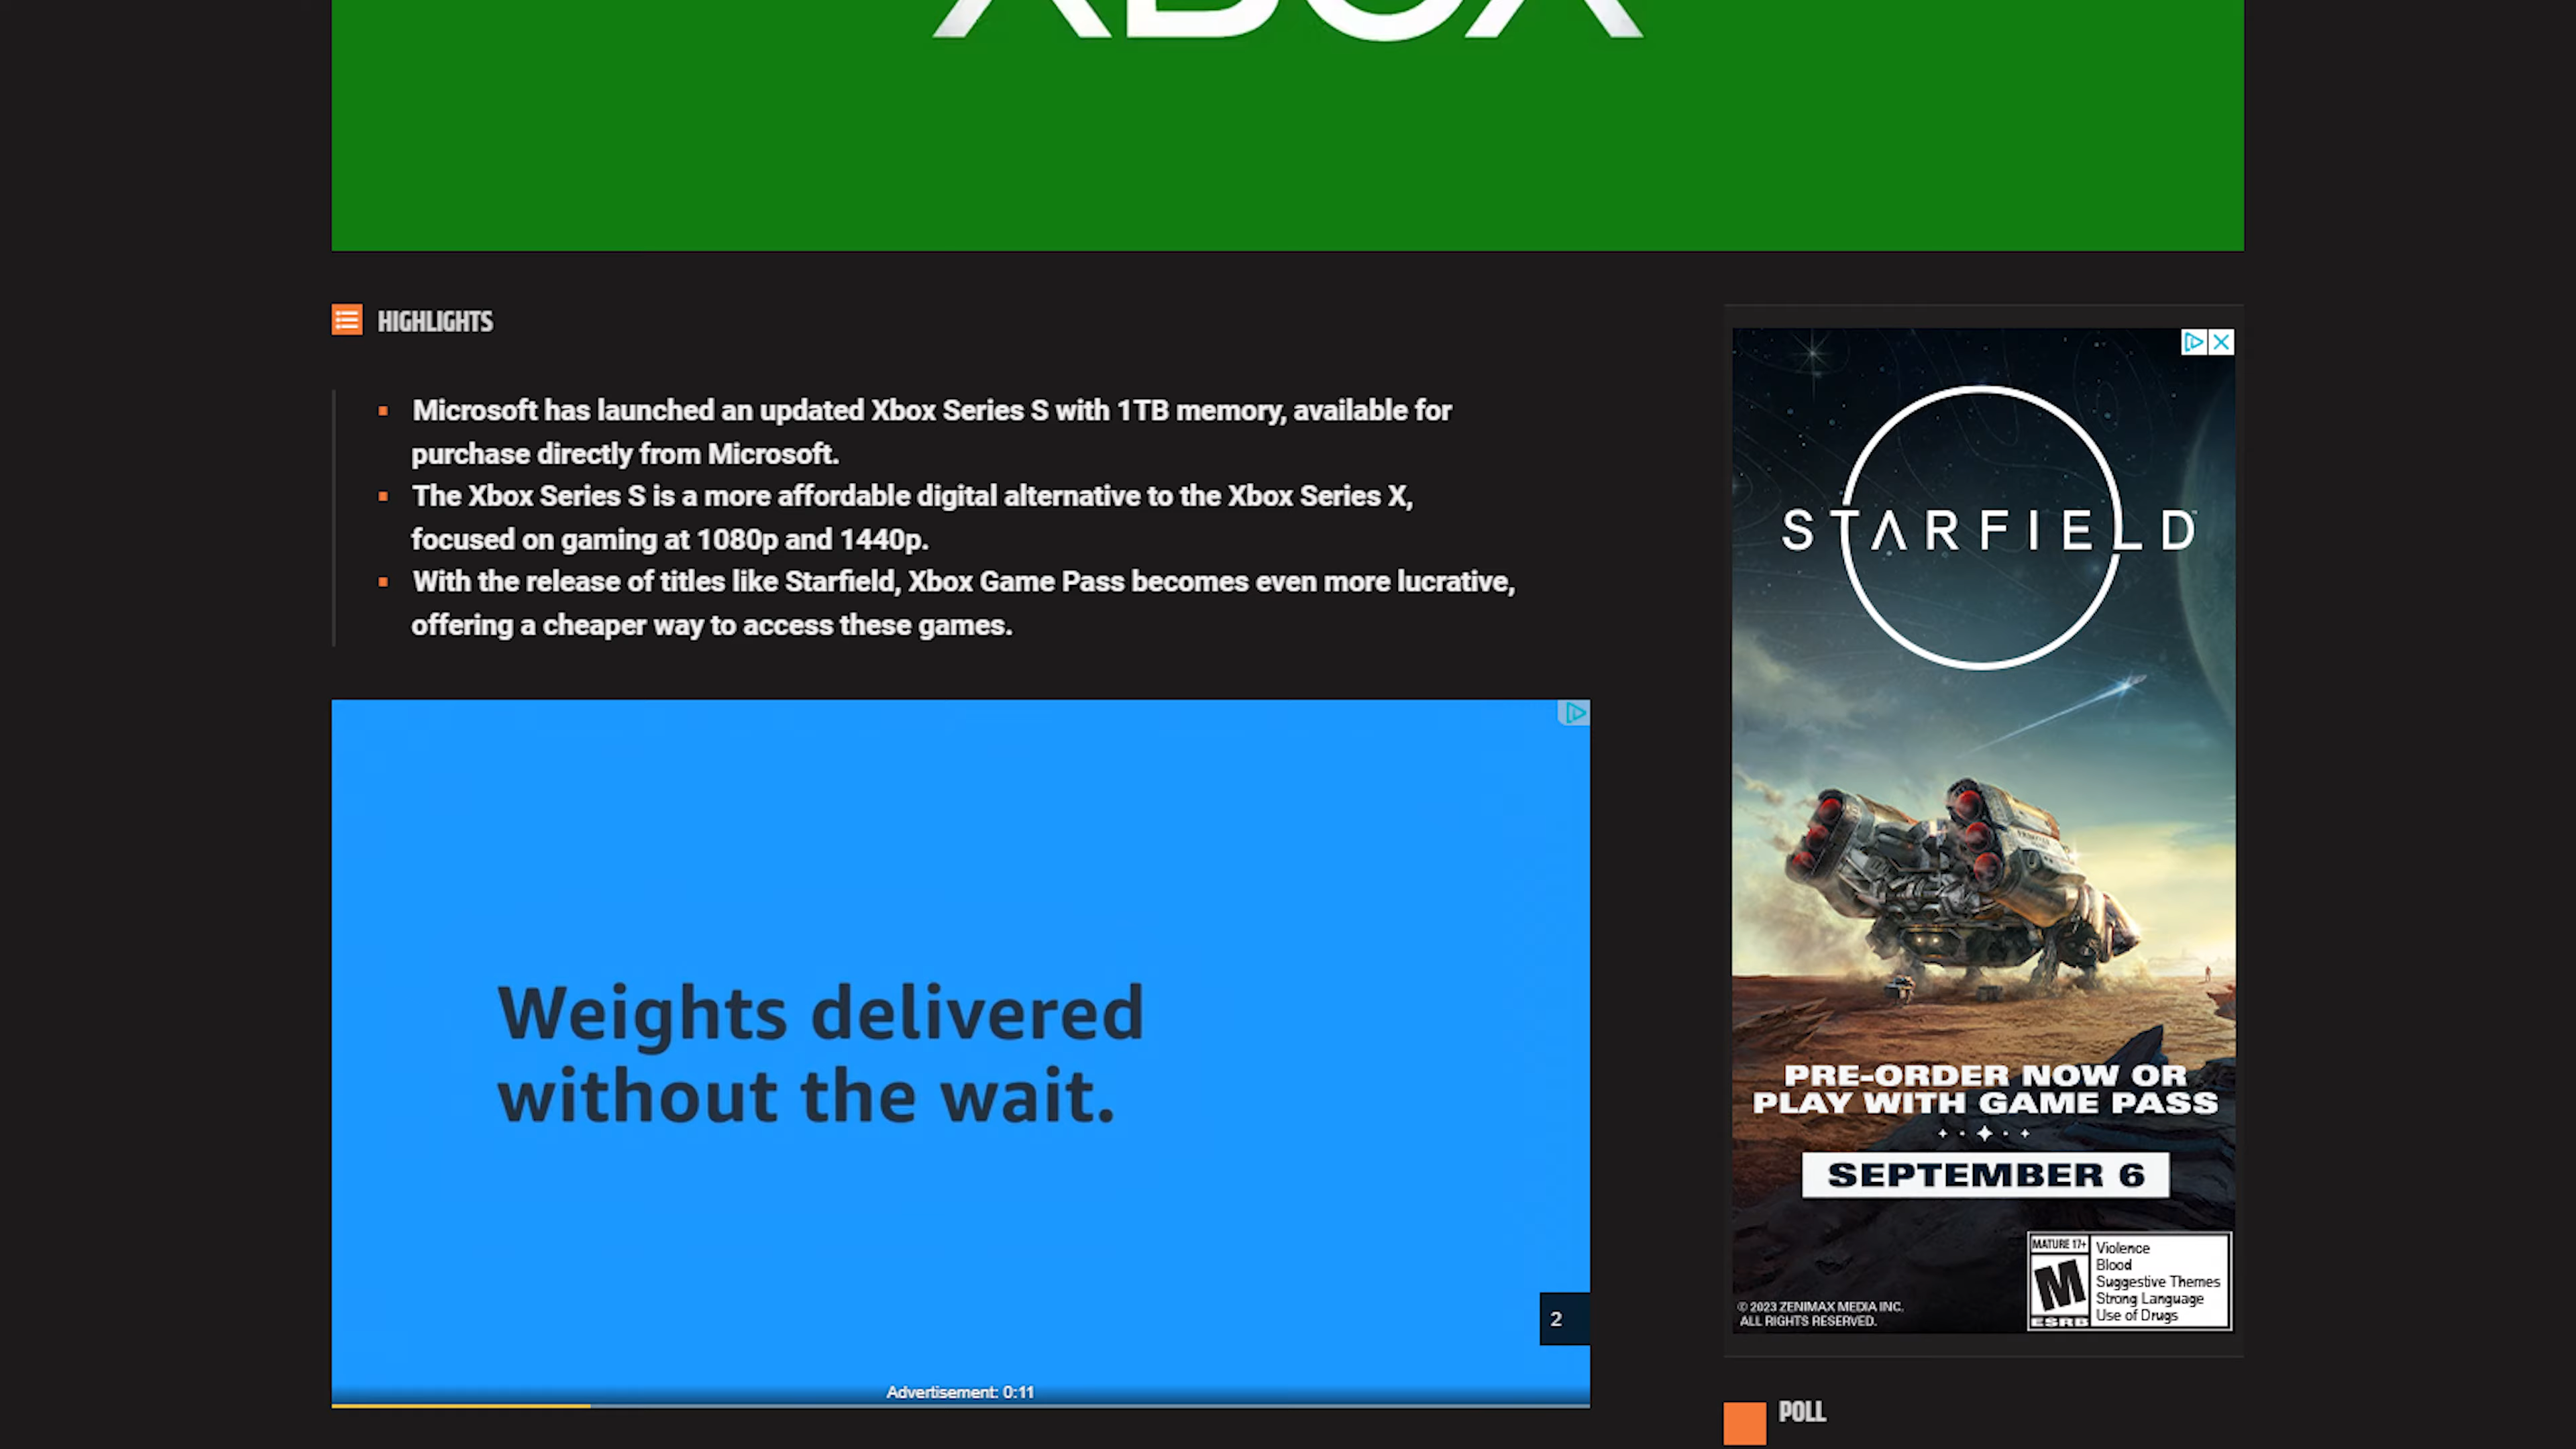 XBOX
HIGHLIGHTS
Microsoft has launched an updated Xbox Series S with 1TB memory, available for
purchase directly from Microsoft.
The Xbox Series S is a more affordable digital alternative to the Xbox Series X,
focused on gaming at 1080p and 1440p.
With the release of titles like Starfield, Xbox Game Pass becomes even more lucrative,
offering a cheaper way to access these games.
Weights delivered
without the wait.
2
Advertisement: 0:11
STARFIELD
PRE-ORDER NOW OR
PLAY WITH GAME PASS
SEPTEMBER 6
MATURE 17+
M
ESRB
Violence
Blood
Suggestive Themes
Strong Language
Use of Drugs
© 2023 ZENIMAX MEDIA INC.
ALL RIGHTS RESERVED.
POLL